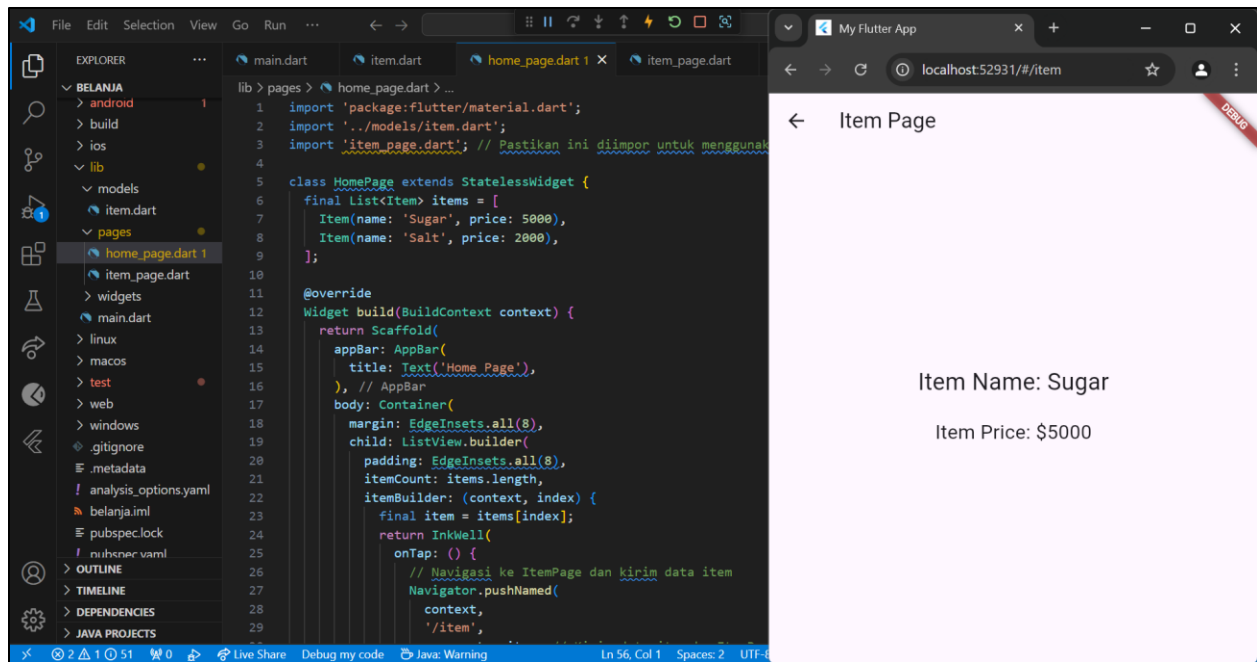 File Edit Selection View Go Run ...
EXPLORER ...
BELANJA
android 1
build
ios
lib
models
item.dart
pages
home_page.dart 1
item_page.dart
widgets
main.dart
linux
macos
test
web
windows
.gitignore
.metadata
analysis_options.yaml
belanja.iml
pubspec.lock
pubspec.yaml
OUTLINE
TIMELINE
DEPENDENCIES
JAVA PROJECTS
1
main.dart item.dart home_page.dart 1 item_page.dart
lib > pages > home_page.dart > ...
1 import 'package:flutter/material.dart';
2 import '../models/item.dart';
3 import 'item_page.dart'; // Pastikan ini diimpor untuk menggunak
4
5 class HomePage extends StatelessWidget {
6 final List<Item> items = [
7 Item(name: 'Sugar', price: 5000),
8 Item(name: 'Salt', price: 2000),
9 ];
10
11 @override
12 Widget build(BuildContext context) {
13 return Scaffold(
14 appBar: AppBar(
15 title: Text('Home Page'),
16 ), // AppBar
17 body: Container(
18 margin: EdgeInsets.all(8),
19 child: ListView.builder(
20 padding: EdgeInsets.all(8),
21 itemCount: items.length,
22 itemBuilder: (context, index) {
23 final item = items[index];
24 return InkWell(
25 onTap: () {
26 // Navigasi ke ItemPage dan kirim data item
27 Navigator.pushNamed(
28 context,
29 '/item',
2 1 51 0 Live Share Debug my code Java: Warning Ln 56, Col 1 Spaces: 2 UTF-8
My Flutter App
localhost:52931/#/item
DEBUG
Item Page
Item Name: Sugar
Item Price: $5000